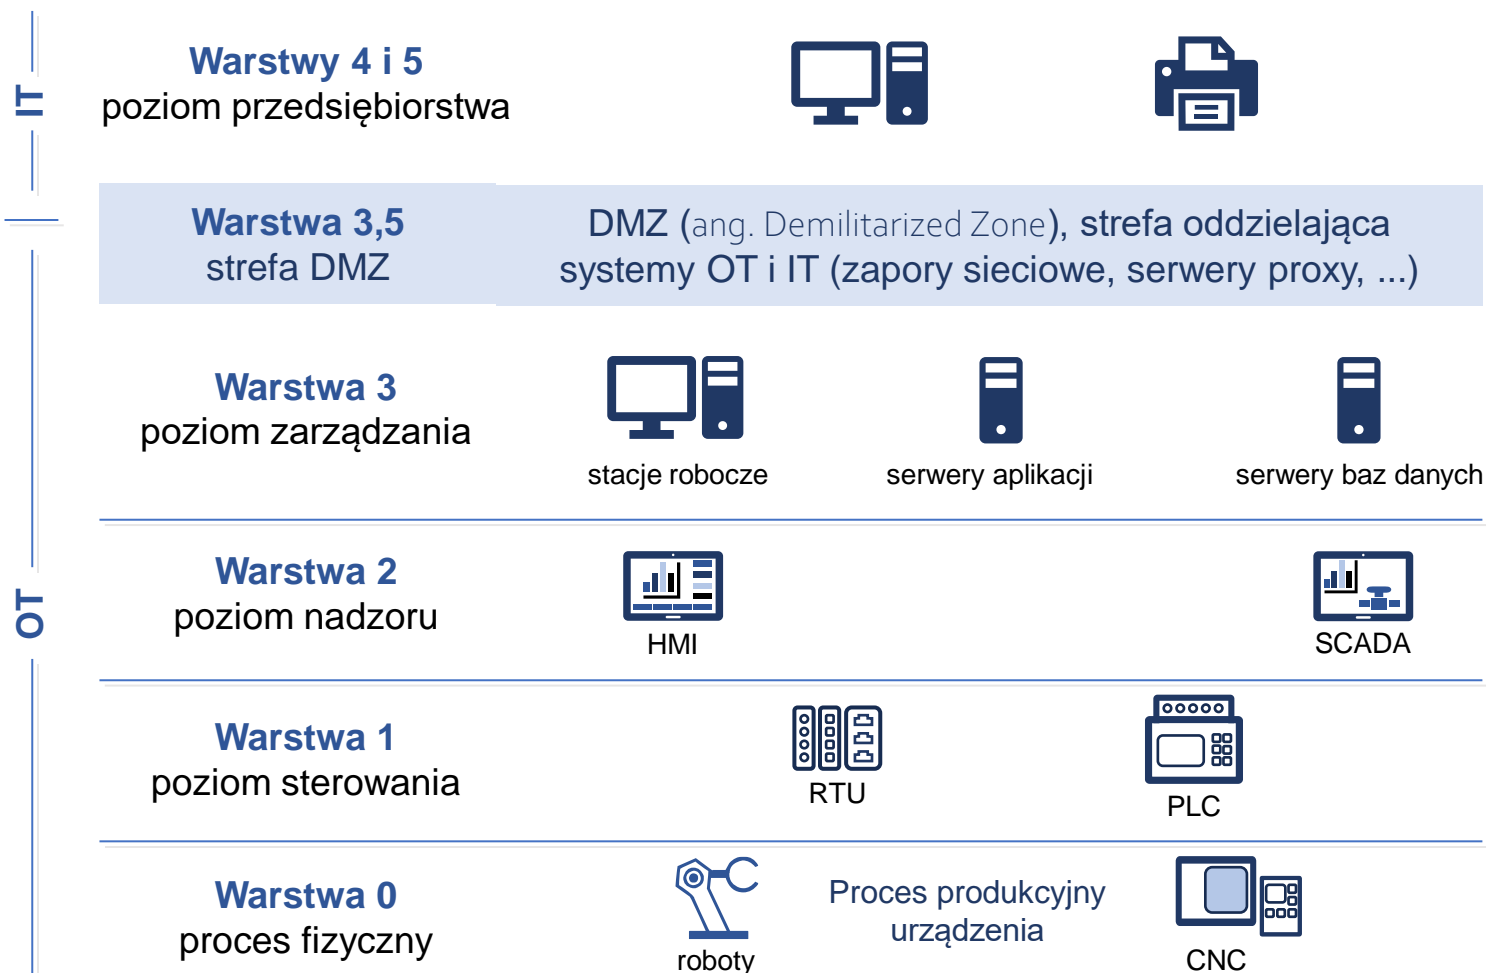 IT
Warstwy 4 i 5
poziom przedsiębiorstwa
Warstwa 3,5
strefa DMZ
DMZ (ang. Demilitarized Zone), strefa oddzielająca
systemy OT i IT (zapory sieciowe, serwery proxy, ...)
OT
Warstwa 3
poziom zarządzania
stacje robocze
serwery aplikacji
serwery baz danych
Warstwa 2
poziom nadzoru
HMI
SCADA
Warstwa 1
poziom sterowania
RTU
PLC
Warstwa 0
proces fizyczny
roboty
Proces produkcyjny
urządzenia
CNC